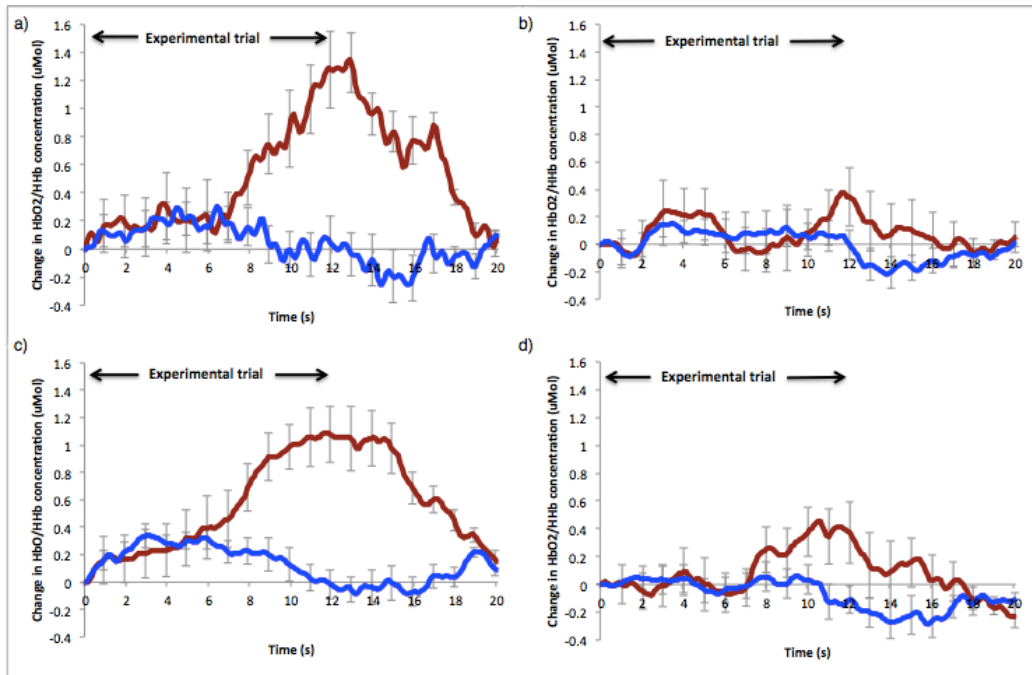 a)
Change in HbO2/HHb concentration (uMol)
1.6
1.4
1.2
1
0.8
0.6
0.4
0.2
0
-0.2
-0.4
Experimental trial
0 2 4 6 8 10 12 14 16 18 20
Time (s)
b)
Change in HbO2/HHb concentration (uMol)
1.6
1.4
1.2
1
0.8
0.6
0.4
0.2
0
-0.2
-0.4
Experimental trial
0 2 4 6 8 10 12 14 16 18 20
Time (s)
c)
Change in HbO/HHb concentration (uMol)
1.6
1.4
1.2
1
0.8
0.6
0.4
0.2
0
-0.2
-0.4
Experimental trial
0 2 4 6 8 10 12 14 16 18 20
Time (s)
d)
Change in HbO2/HHb concentration (uMol)
1.6
1.4
1.2
1
0.8
0.6
0.4
0.2
0
-0.2
-0.4
Experimental trial
0 2 4 6 8 10 12 14 16 18 20
Time (s)